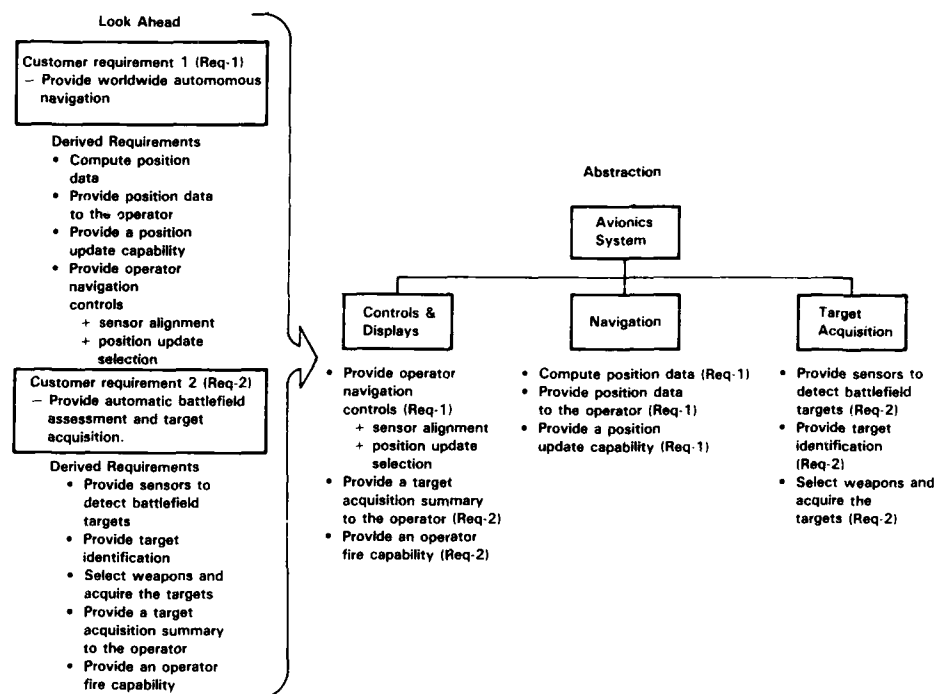 Look Ahead
Customer requirement 1 (Req-1)
– Provide worldwide automomous
navigation
Derived Requirements
• Compute position
data
• Provide position data
to the operator
• Provide a position
update capability
• Provide operator
navigation
controls
+ sensor alignment
+ position update
selection
Customer requirement 2 (Req-2)
– Provide automatic battlefield
assessment and target
acquisition.
Derived Requirements
• Provide sensors to
detect battlefield
targets
• Provide target
identification
• Select weapons and
acquire the targets
• Provide a target
acquisition summary
to the operator
• Provide an operator
fire capability
Abstraction
Avionics
System
Controls &
Displays
• Provide operator
navigation
controls (Req-1)
+ sensor alignment
+ position update
selection
• Provide a target
acquisition summary
to the operator (Req-2)
• Provide an operator
fire capability (Req-2)
Navigation
• Compute position data (Req-1)
• Provide position data
to the operator (Req-1)
• Provide a position
update capability (Req-1)
Target
Acquisition
• Provide sensors to
detect battlefield
targets (Req-2)
• Provide target
identification
(Req-2)
• Select weapons and
acquire the
targets (Req-2)